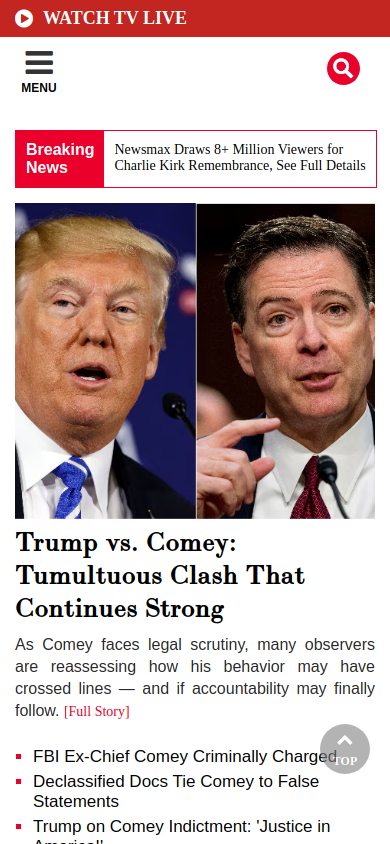 WATCH TV LIVE
MENU
Breaking
News
Newsmax Draws 8+ Million Viewers for
Charlie Kirk Remembrance, See Full Details
Trump vs. Comey:
Tumultuous Clash That
Continues Strong
As Comey faces legal scrutiny, many observers
are reassessing how his behavior may have
crossed lines — and if accountability may finally
follow. [Full Story]
TOP
FBI Ex-Chief Comey Criminally Charged
Declassified Docs Tie Comey to False
Statements
Trump on Comey Indictment: 'Justice in
America!'